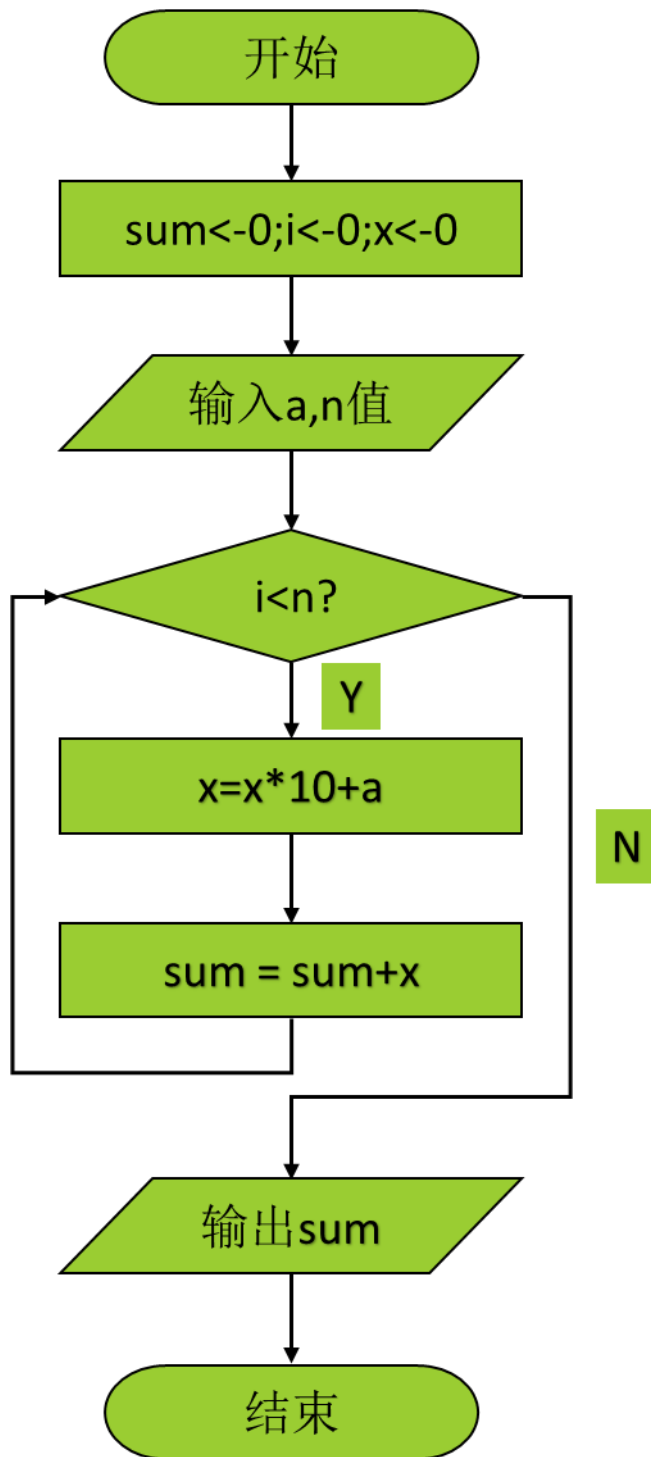 开始
sum<-0;i<-0;x<-0
输入a,n值
i<n?
Y
x=x*10+a
N
sum = sum+x
输出sum
结束